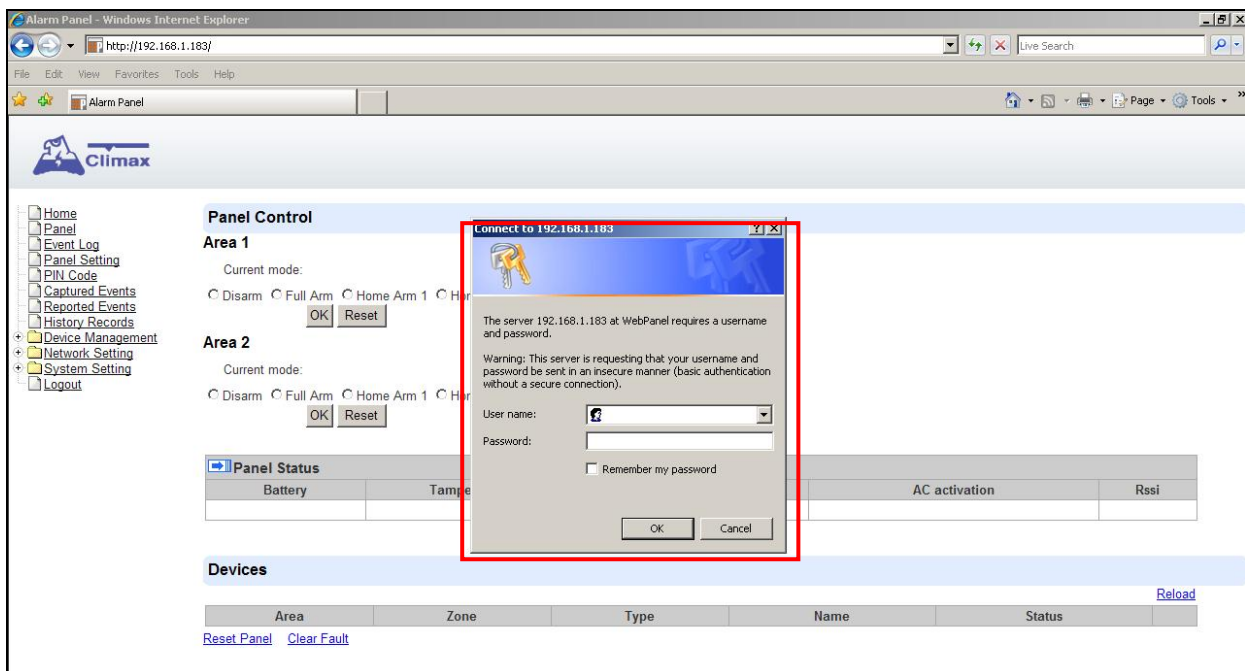 Alarm Panel - Windows Internet Explorer
http://192.168.1.183/
Live Search
File Edit View Favorites Tools Help
Alarm Panel
Page Tools
Climax
Home
Panel
Event Log
Panel Setting
PIN Code
Captured Events
Reported Events
History Records
Device Management
Network Setting
System Setting
Logout
Panel Control
Area 1
Current mode:
Disarm Full Arm Home Arm 1
OK Reset
Area 2
Current mode:
Disarm Full Arm Home Arm 1
OK Reset
Connect to 192.168.1.183
The server 192.168.1.183 at WebPanel requires a username
and password.
Warning: This server is requesting that your username and
password be sent in an insecure manner (basic authentication
without a secure connection).
User name:
Password:
Remember my password
OK Cancel
Panel Status
Battery Tampe AC activation Rssi
Devices
Reload
Area Zone Type Name Status
Reset Panel Clear Fault